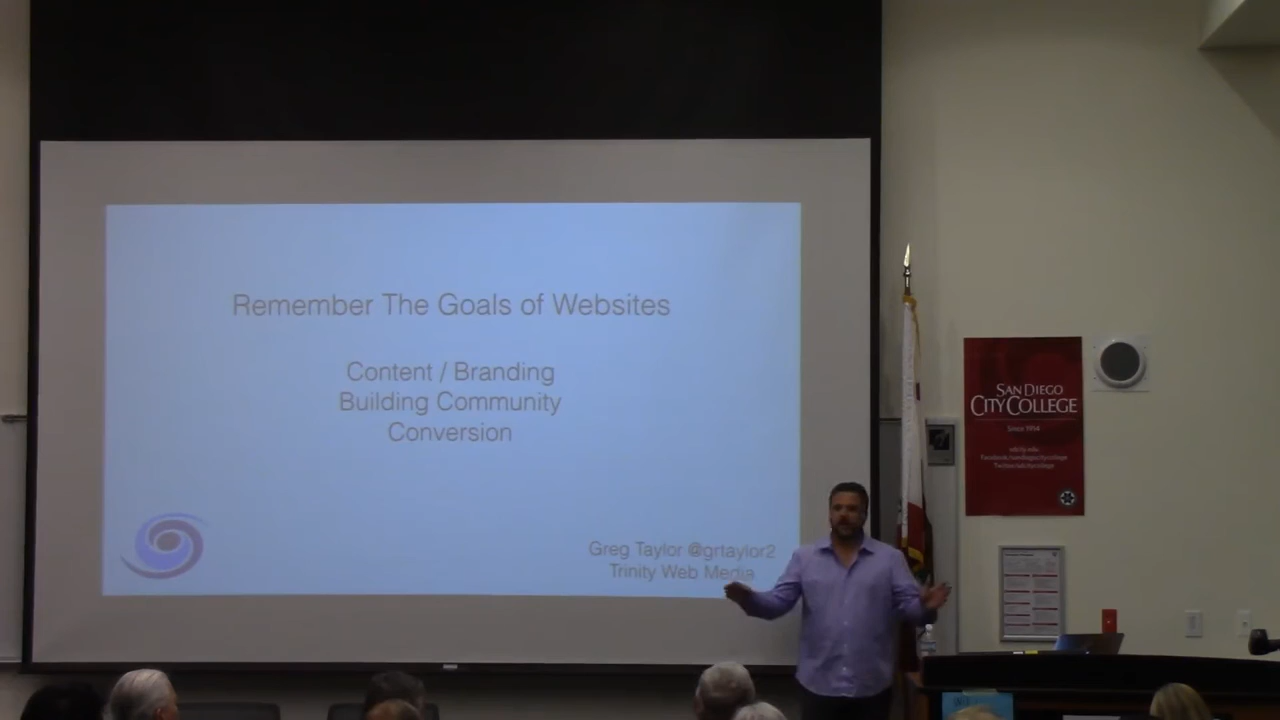 Remember The Goals of Websites
Content / Branding
Building Community
Conversion
Greg Taylor @grtaylor2
Trinity Web Media
SAN DIEGO
CITY COLLEGE
Since 1914